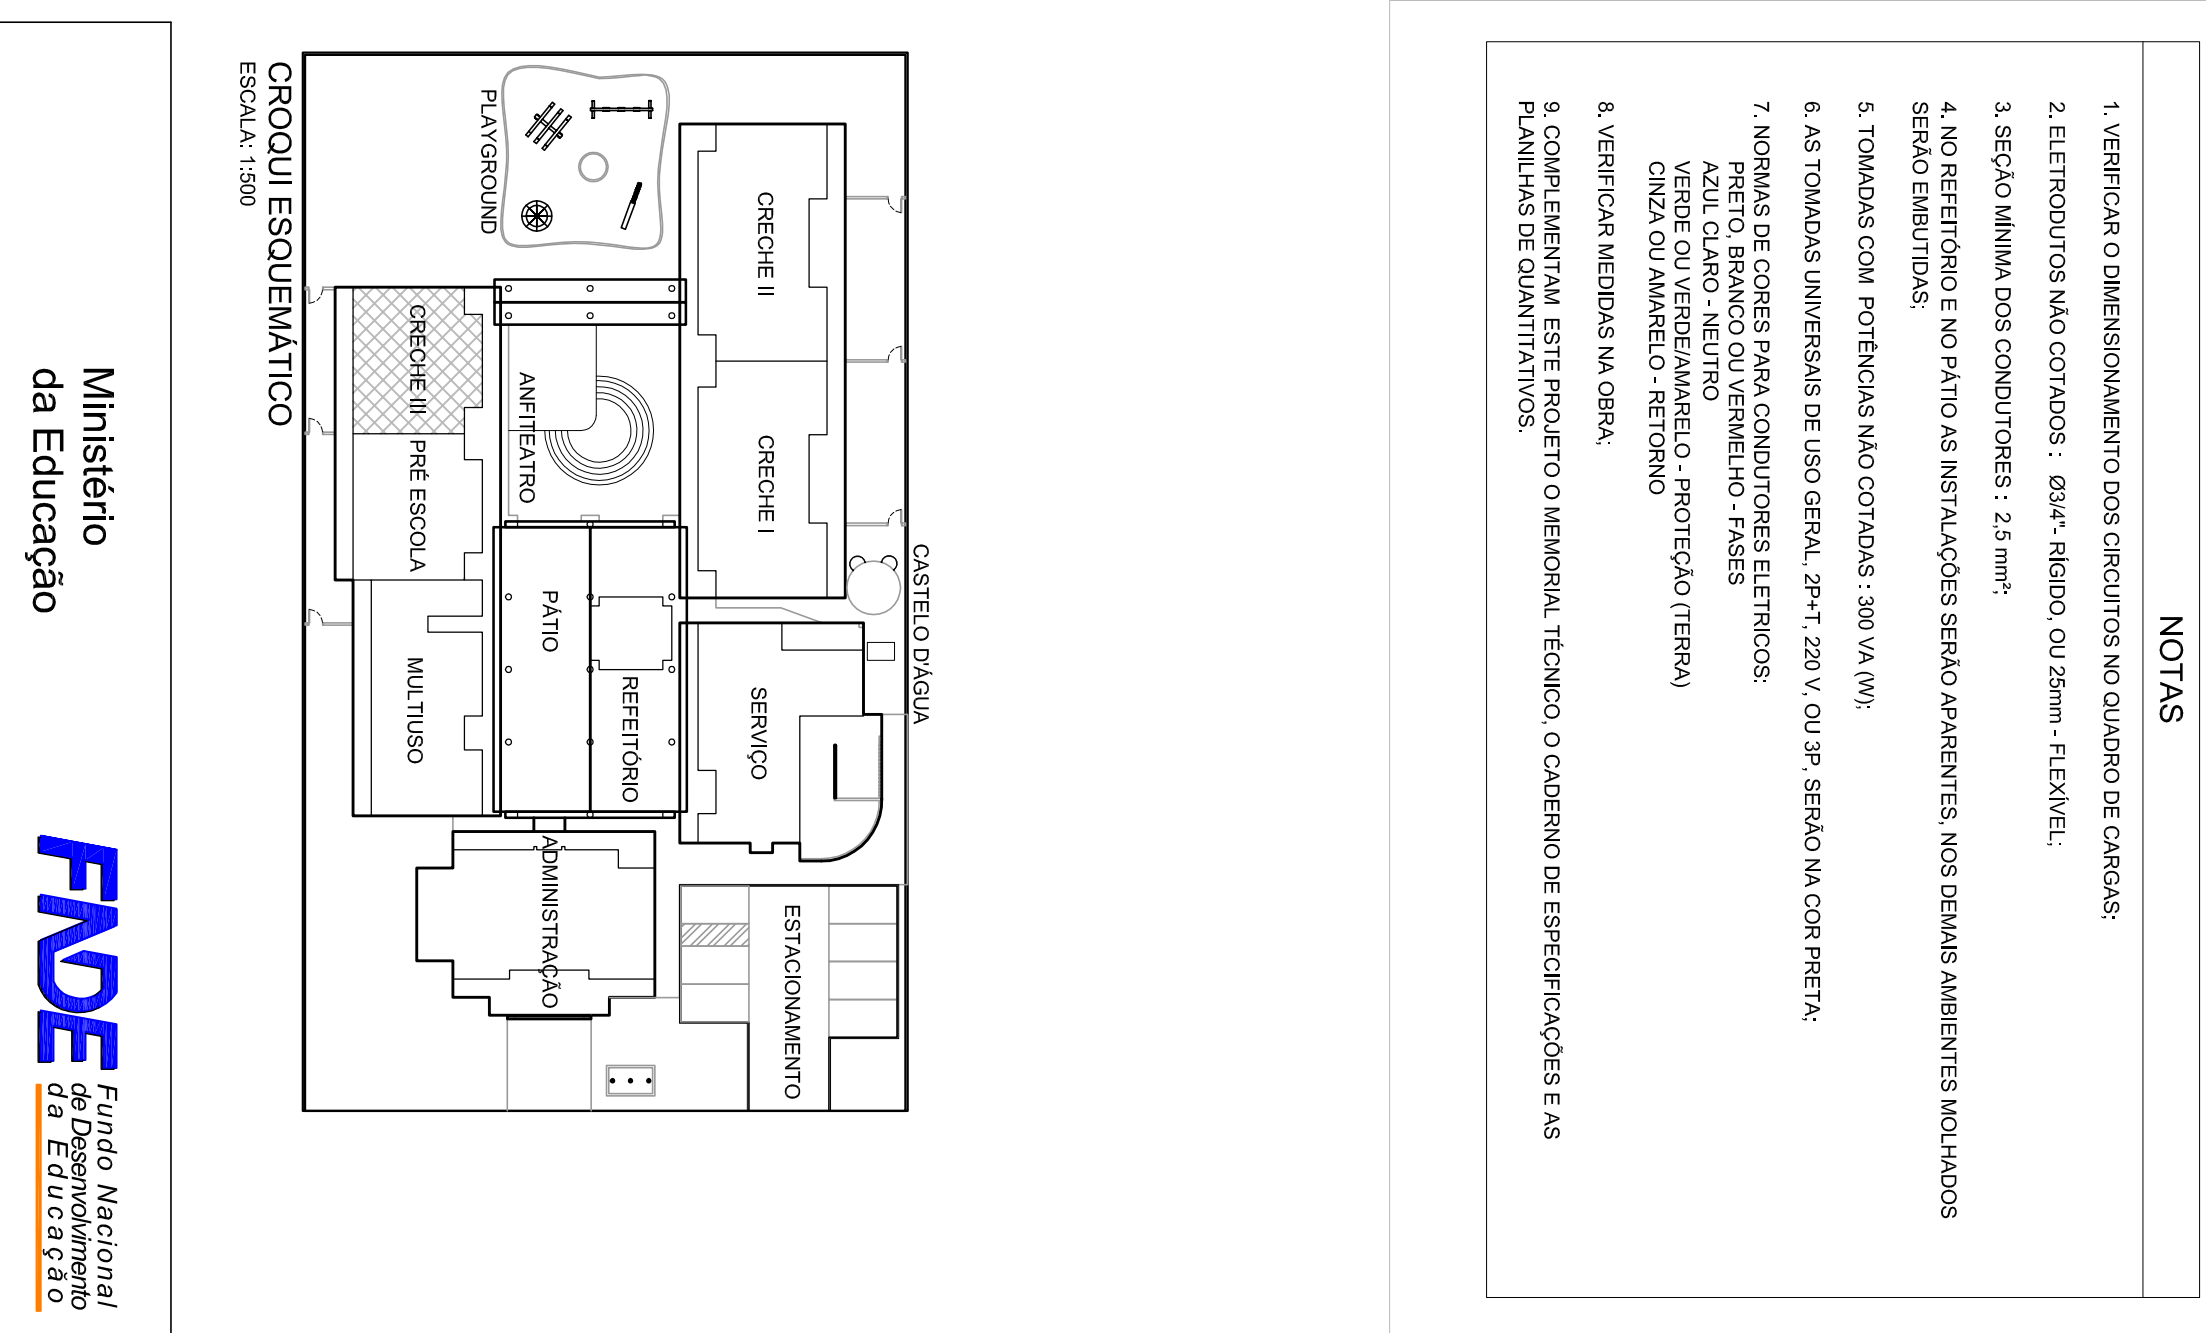 NOTAS
1. VERIFICAR O DIMENSIONAMENTO DOS CIRCUITOS NO QUADRO DE CARGAS;
2. ELETRODUTOS NÃO COTADOS : Ø3/4"- RÍGIDO, OU 25mm - FLEXÍVEL;
3. SEÇÃO MÍNIMA DOS CONDUTORES : 2,5 mm²;
4. NO REFEITÓRIO E NO PÁTIO AS INSTALAÇÕES SERÃO APARENTES, NOS DEMAIS AMBIENTES MOLHADOS
SERÃO EMBUTIDAS;
5. TOMADAS COM POTÊNCIAS NÃO COTADAS : 300 VA (W);
6. AS TOMADAS UNIVERSAIS DE USO GERAL, 2P+T, 220 V, OU 3P, SERÃO NA COR PRETA;
7. NORMAS DE CORES PARA CONDUTORES ELETRICOS:
PRETO, BRANCO OU VERMELHO - FASES
AZUL CLARO - NEUTRO
VERDE OU VERDE/AMARELO - PROTEÇÃO (TERRA)
CINZA OU AMARELO - RETORNO
8. VERIFICAR MEDIDAS NA OBRA;
9. COMPLEMENTAM ESTE PROJETO O MEMORIAL TÉCNICO, O CADERNO DE ESPECIFICAÇÕES E AS
PLANILHAS DE QUANTITATIVOS.
CASTELO D'ÁGUA
CRECHE II
CRECHE I
SERVIÇO
ESTACIONAMENTO
PLAYGROUND
ANFITEATRO
PÁTIO
REFEITÓRIO
ADMINISTRAÇÃO
CRECHE III
PRÉ ESCOLA
MULTIUSO
CROQUI ESQUEMÁTICO
ESCALA: 1:500
Ministério
da Educação
FNDE
Fundo Nacional
de Desenvolvimento
da Educação